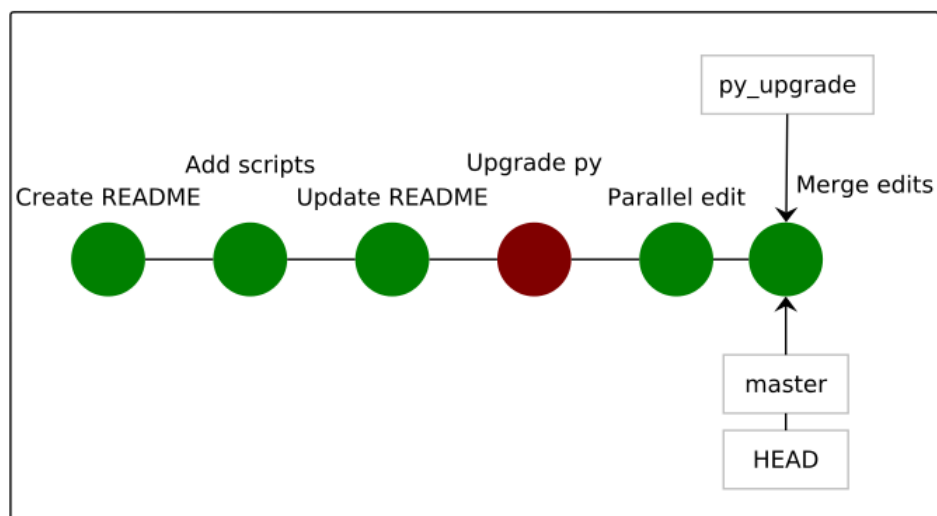 py_upgrade
Add scripts
Upgrade py
Create README
Update README
Parallel edit
Merge edits
master
HEAD